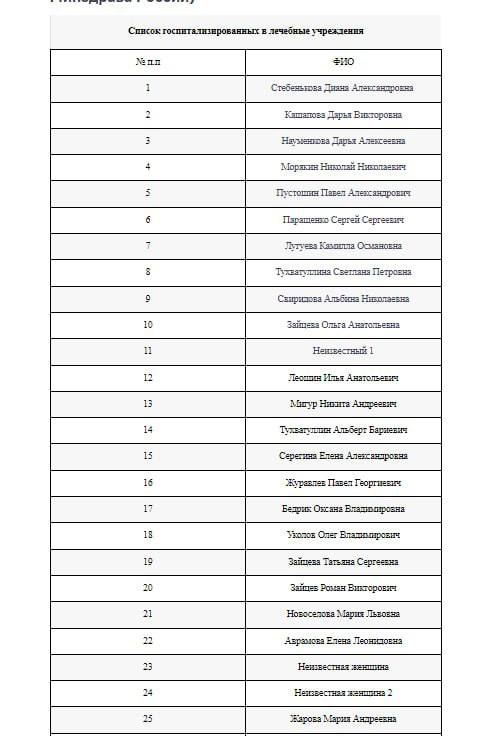 Список госпитализированных в лечебные учреждения
№ п.п ФИО
1 Стебенькова Диана Александровна
2 Кашапова Дарья Викторовна
3 Науменкова Дарья Алексеевна
4 Морякин Николай Николаевич
5 Пустошин Павел Александрович
6 Паращенко Сергей Сергеевич
7 Лугуева Камилла Османовна
8 Тухватуллина Светлана Петровна
9 Свиридова Альбина Николаевна
10 Зайцева Ольга Анатольевна
11 Неизвестный 1
12 Леошин Илья Анатольевич
13 Мигур Никита Андреевич
14 Тухватуллин Альберт Бариевич
15 Серегина Елена Александровна
16 Журавлев Павел Георгиевич
17 Бедрик Оксана Владимировна
18 Уколов Олег Владимирович
19 Зайцева Татьяна Сергеевна
20 Зайцев Роман Викторович
21 Новоселова Мария Львовна
22 Аврамова Елена Леонидовна
23 Неизвестная женщина
24 Неизвестная женщина 2
25 Жарова Мария Андреевна